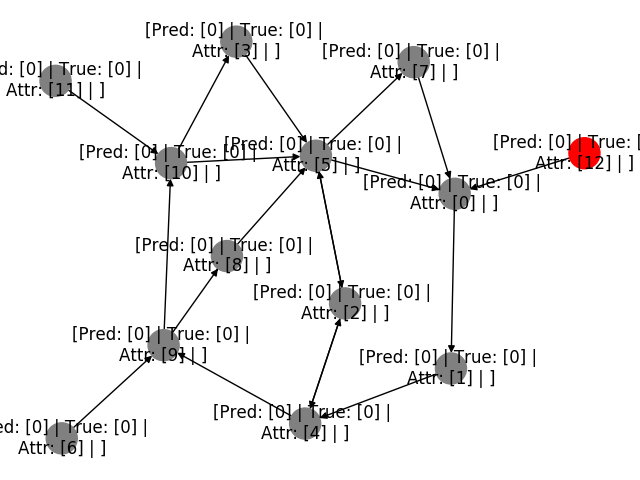 [Pred: [0] | True: [0] |
Attr: [3] | ]
[Pred: [0] | True: [0] |
Attr: [7] | ]
d: [0] | True: [0] |
Attr: [11] | ]
[Pred: [0] | True: [
Attr: [12] | ]
[Pred: [0] | True: [0] |
Attr: [5] | ]
[Pred: [0] | True: [0] |
Attr: [10] | ]
[Pred: [0] | True: [0] |
Attr: [0] | ]
[Pred: [0] | True: [0] |
Attr: [8] | ]
[Pred: [0] | True: [0] |
Attr: [2] | ]
[Pred: [0] | True: [0] |
Attr: [9] | ]
[Pred: [0] | True: [0] |
Attr: [1] | ]
[Pred: [0] | True: [0] |
Attr: [4] | ]
ed: [0] | True: [0] |
Attr: [6] | ]